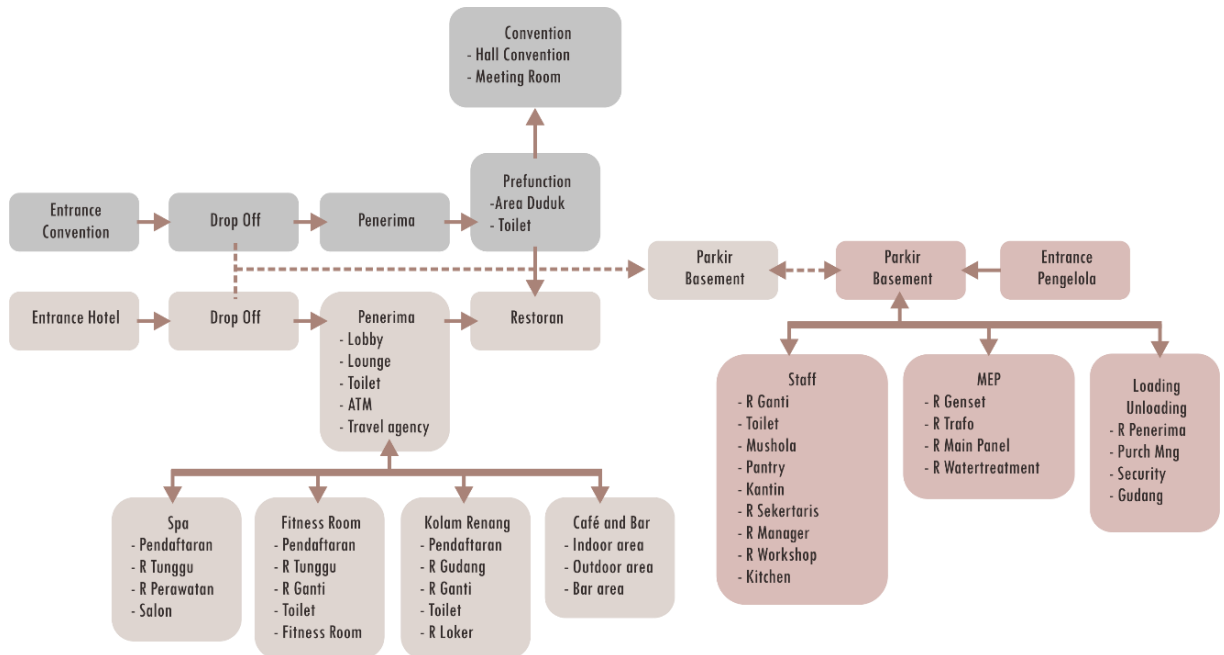 Convention
- Hall Convention
- Meeting Room
Prefunction
-Area Duduk
- Toilet
Entrance
Convention
Drop Off
Penerima
Parkir
Basement
Parkir
Basement
Entrance
Pengelola
Entrance Hotel
Drop Off
Penerima
- Lobby
- Lounge
- Toilet
- ATM
- Travel agency
Restoran
Staff
- R Ganti
- Toilet
- Mushola
- Pantry
- Kantin
- R Sekertaris
- R Manager
- R Workshop
- Kitchen
MEP
- R Genset
- R Trafo
- R Main Panel
- R Watertreatment
Loading
Unloading
- R Penerima
- Purch Mng
- Security
- Gudang
Spa
- Pendaftaran
- R Tunggu
- R Perawatan
- Salon
Fitness Room
- Pendaftaran
- R Tunggu
- R Ganti
- Toilet
- Fitness Room
Kolam Renang
- Pendaftaran
- R Gudang
- R Ganti
- Toilet
- R Loker
Café and Bar
- Indoor area
- Outdoor area
- Bar area